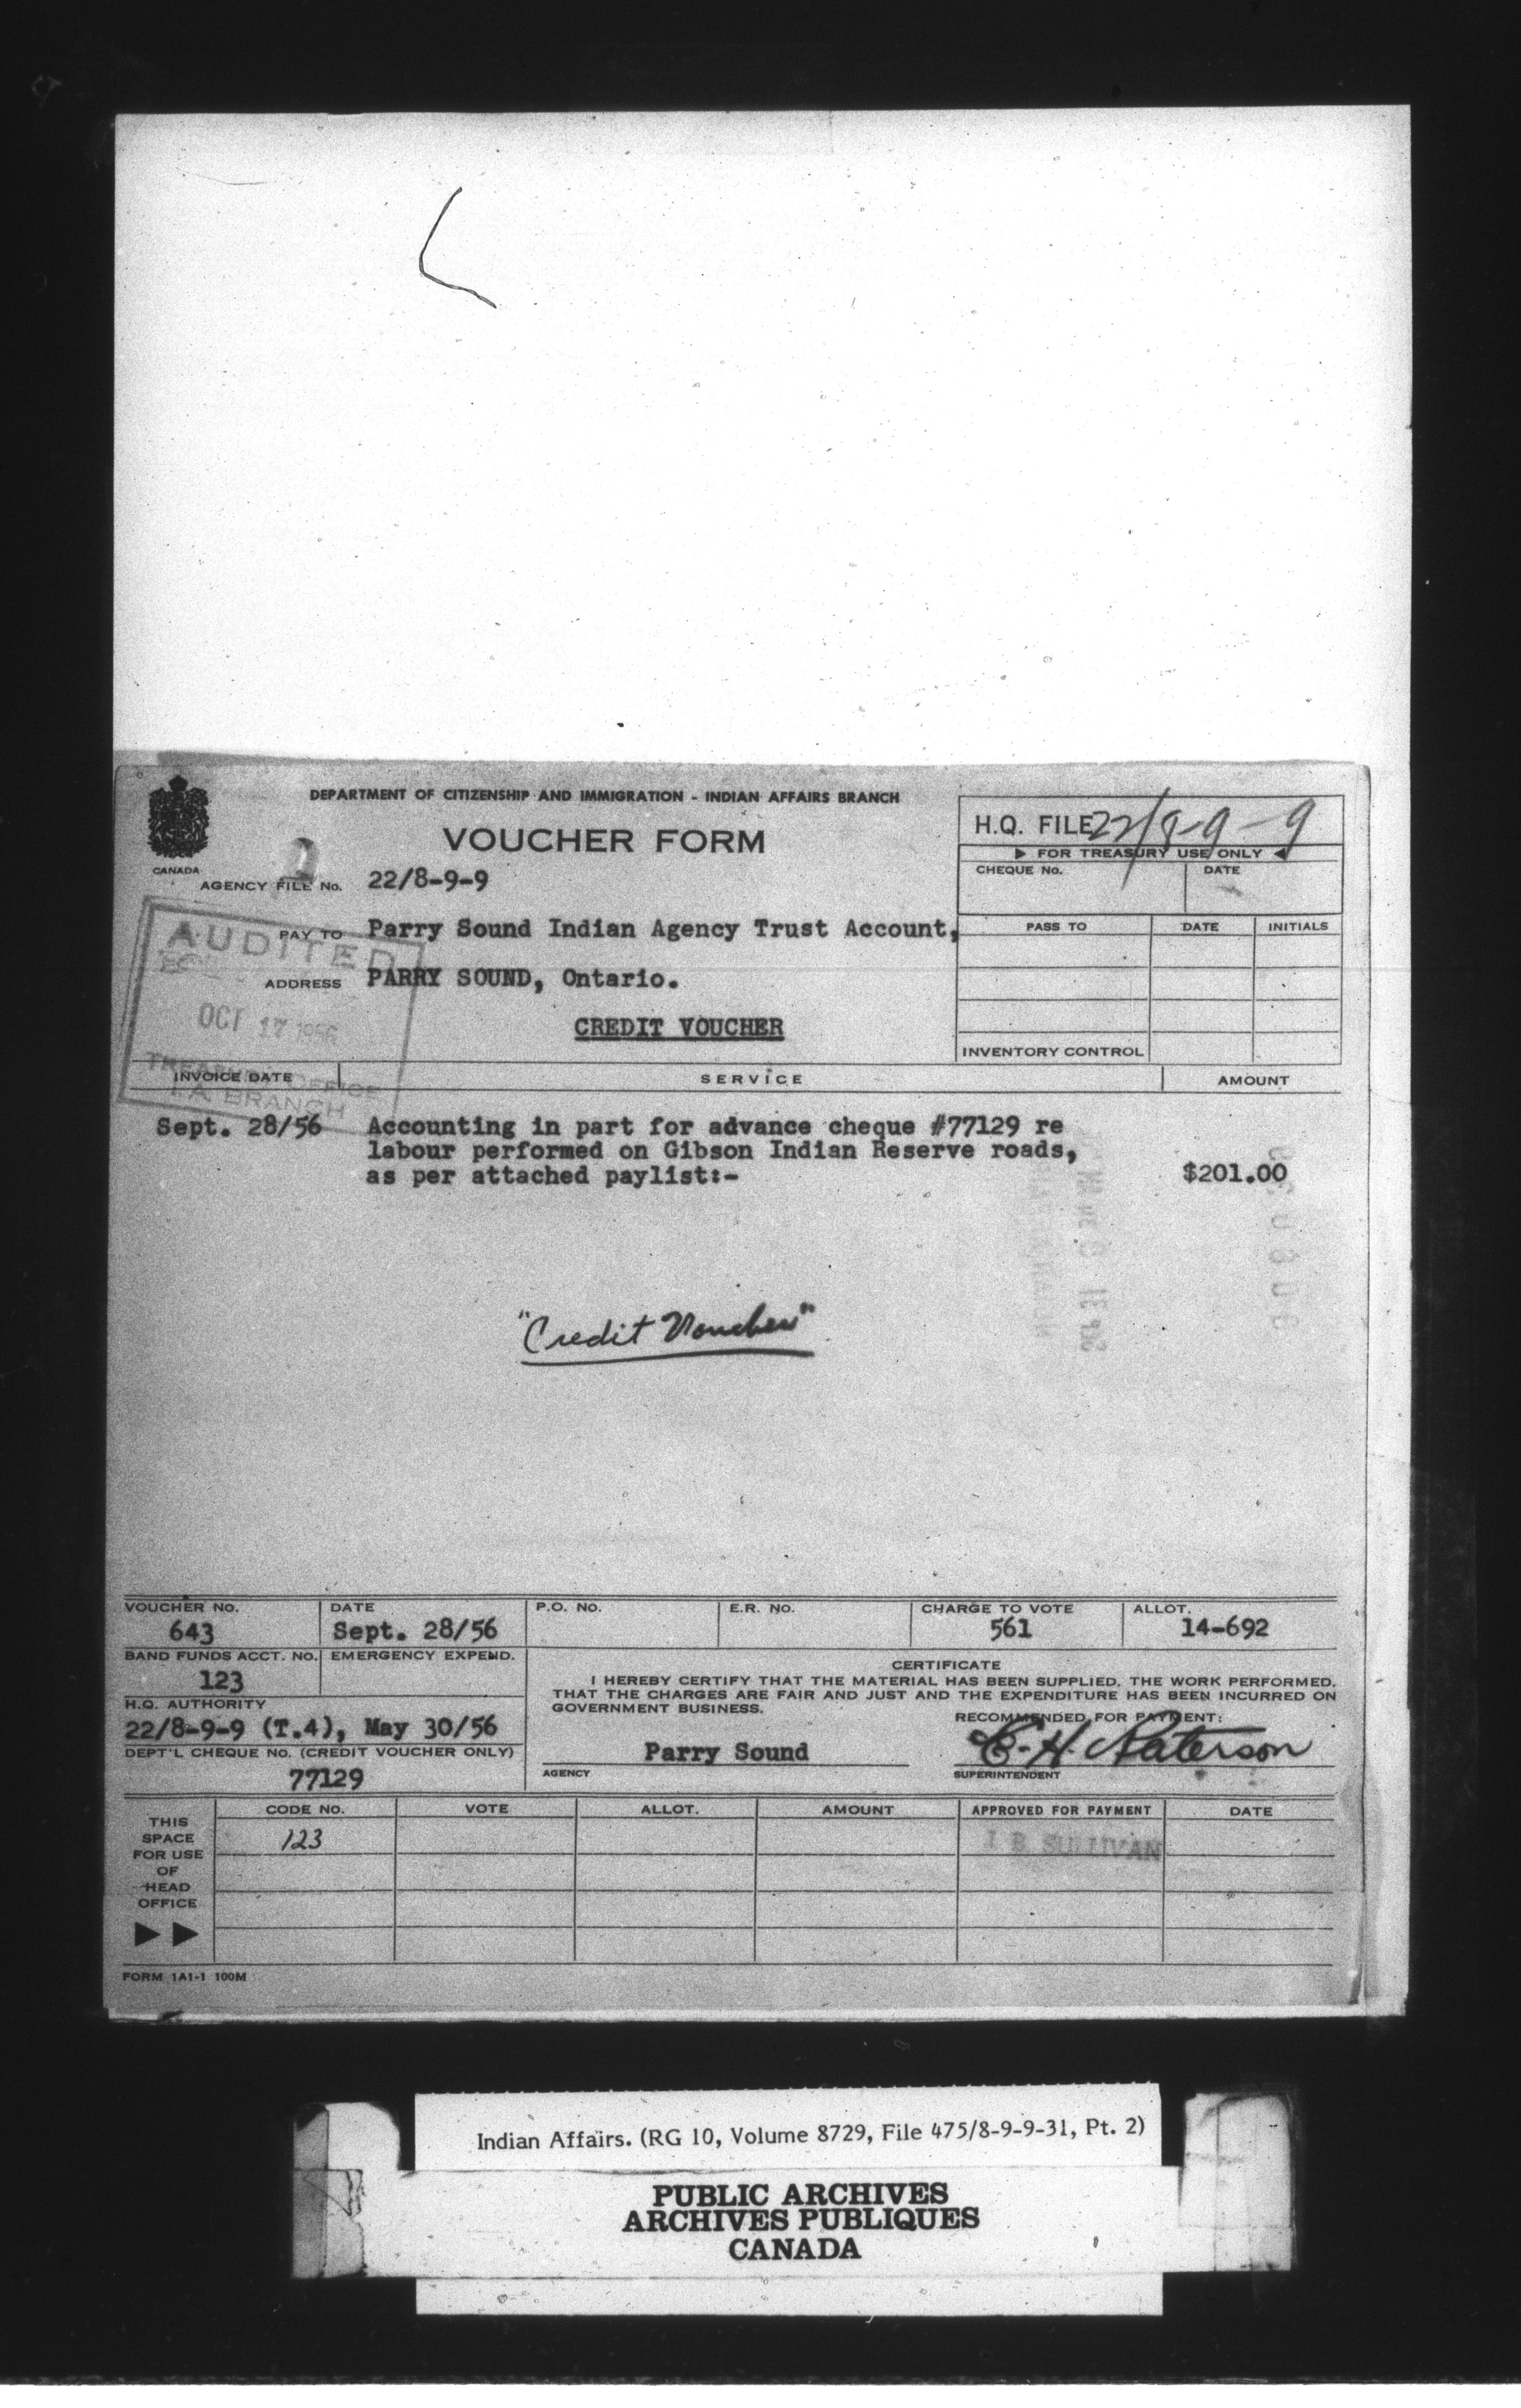 DEPARTMENT OF CITIZENSHIP AND IMMIGRATION - INDIAN AFFAIRS BRANCH
VOUCHER FORM
CANADA
H.Q. FILE 22/8-9-9
▶ FOR TREASURY USE ONLY ◀
CHEQUE No. DATE
AGENCY FILE No. 22/8-9-9
PAY TO Parry Sound Indian Agency Trust Account,
PASS TO DATE INITIALS
AUDITED
ADDRESS PARRY SOUND, Ontario.
OCT 17 1956
CREDIT VOUCHER
INVENTORY CONTROL
TREASURY OFFICE
I.A. BRANCH
INVOICE DATE SERVICE AMOUNT
Sept. 28/56 Accounting in part for advance cheque #77129 re
labour performed on Gibson Indian Reserve roads,
as per attached paylist:- $201.00
"Credit Voucher"
VOUCHER NO. DATE P.O. NO. E.R. NO. CHARGE TO VOTE ALLOT.
643 Sept. 28/56 561 14-692
BAND FUNDS ACCT. NO. EMERGENCY EXPEND.
123
CERTIFICATE
I HEREBY CERTIFY THAT THE MATERIAL HAS BEEN SUPPLIED, THE WORK PERFORMED,
THAT THE CHARGES ARE FAIR AND JUST AND THE EXPENDITURE HAS BEEN INCURRED ON
GOVERNMENT BUSINESS.
H.Q. AUTHORITY
22/8-9-9 (T.4), May 30/56
RECOMMENDED FOR PAYMENT:
DEPT'L CHEQUE NO. (CREDIT VOUCHER ONLY)
77129
Parry Sound E. H. Paterson
AGENCY SUPERINTENDENT
THIS
SPACE
FOR USE
OF
HEAD
OFFICE
CODE NO. VOTE ALLOT. AMOUNT APPROVED FOR PAYMENT DATE
123 J. B. SULLIVAN
FORM 1A1-1 100M
Indian Affairs. (RG 10, Volume 8729, File 475/8-9-9-31, Pt. 2)
PUBLIC ARCHIVES
ARCHIVES PUBLIQUES
CANADA